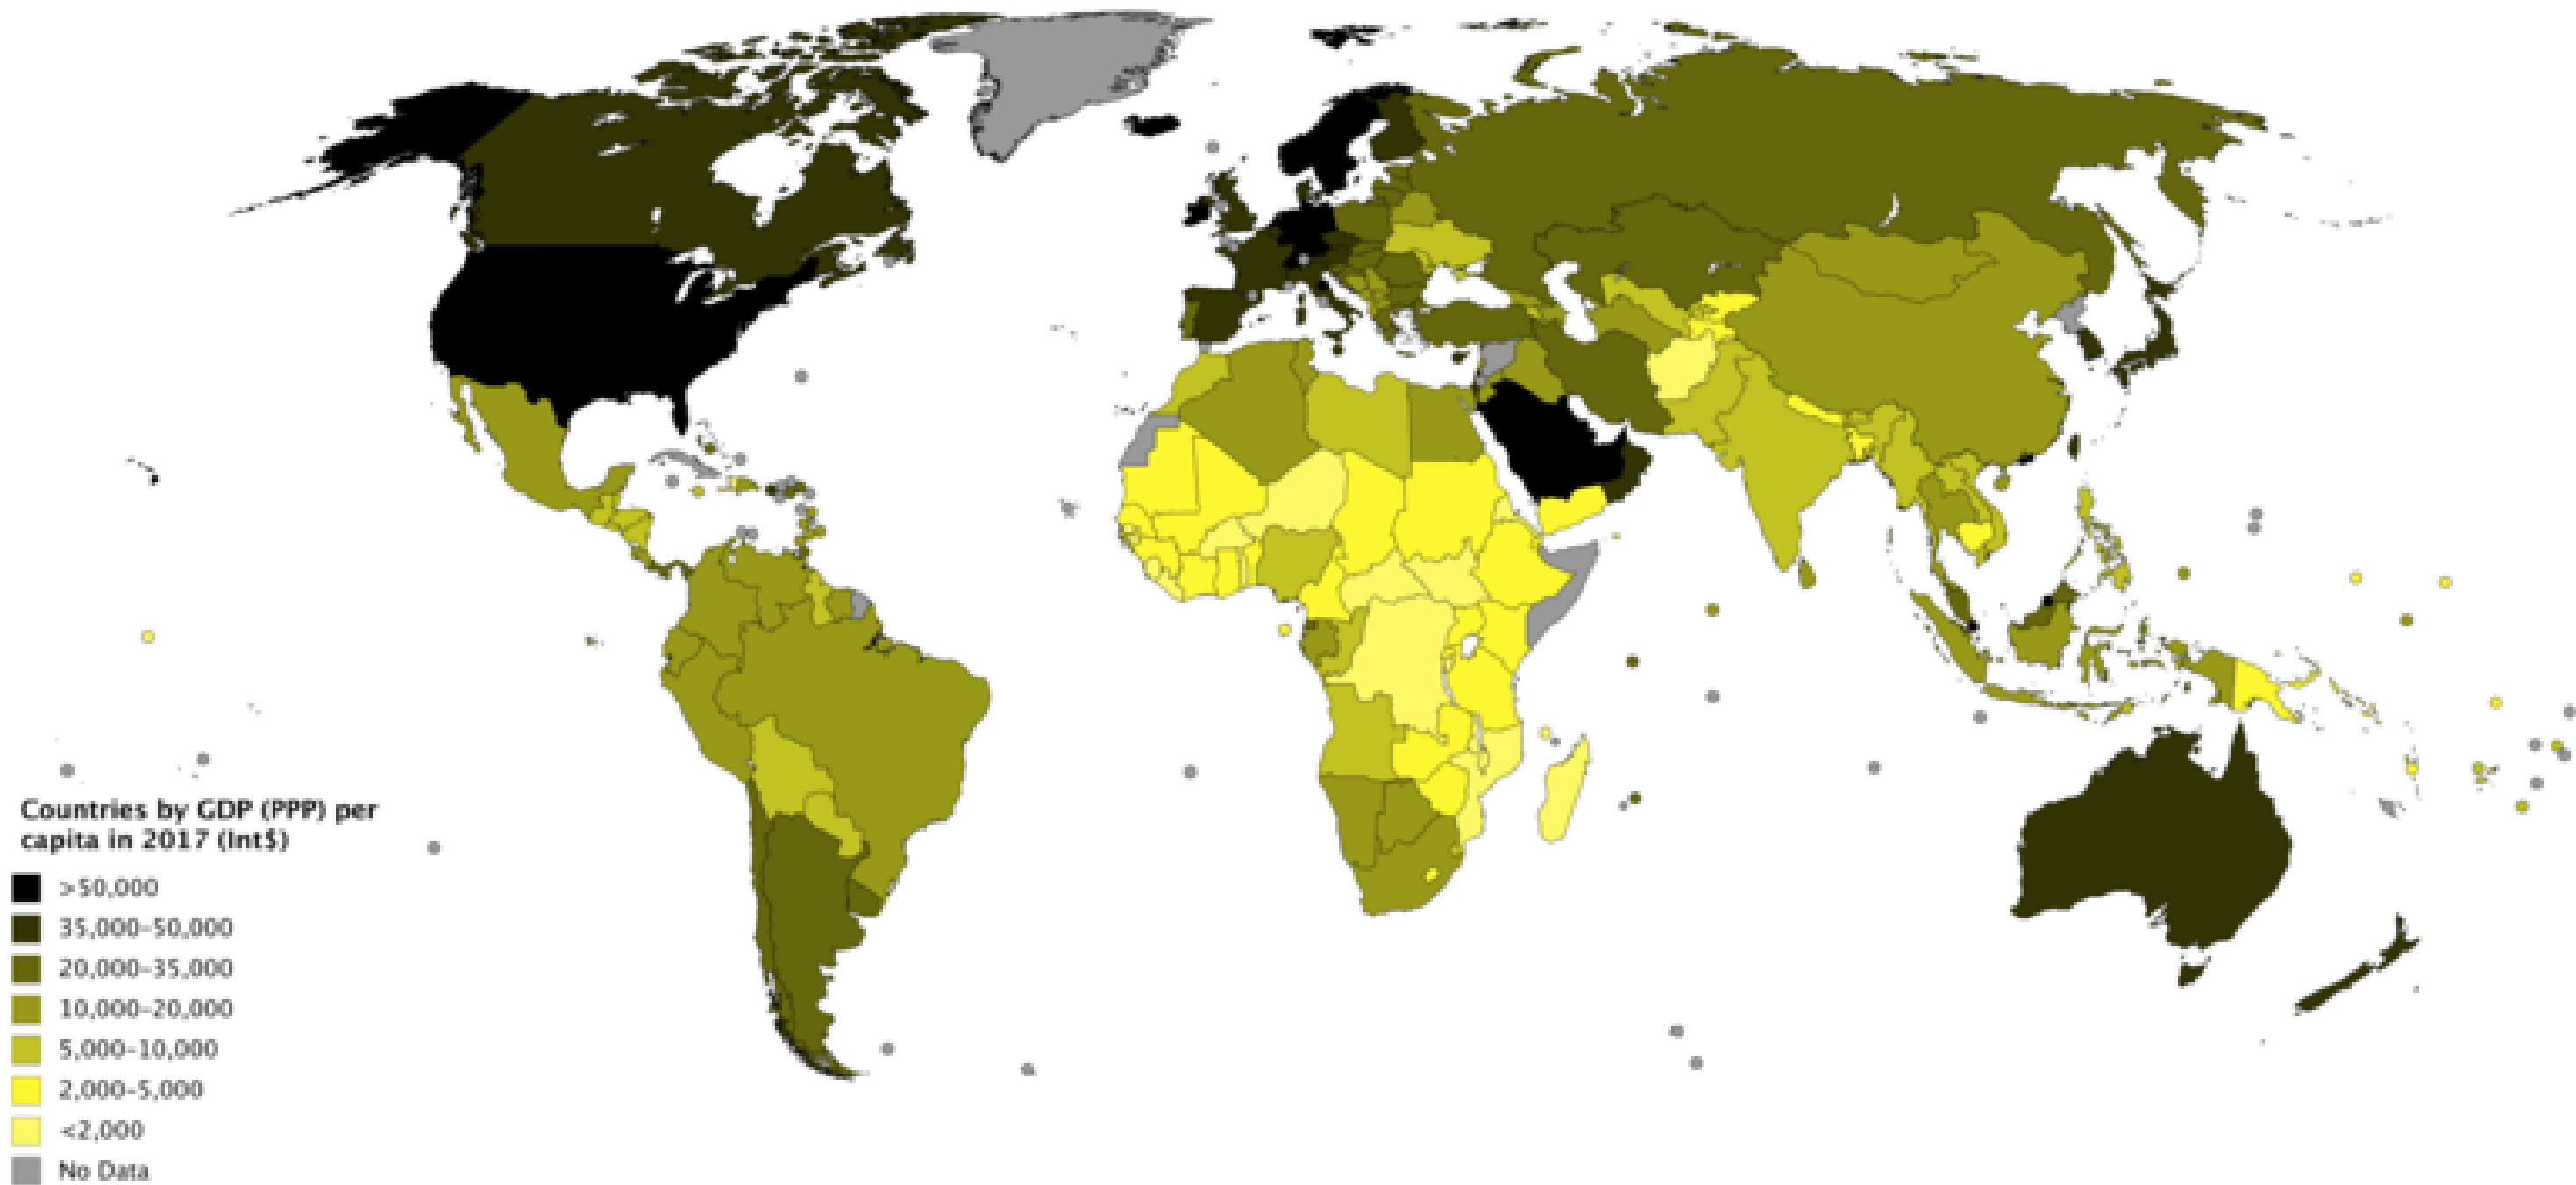 Countries by GDP (PPP) per
capita in 2017 (Int$)
>50,000
35,000–50,000
20,000–35,000
10,000–20,000
5,000–10,000
2,000–5,000
<2,000
No Data